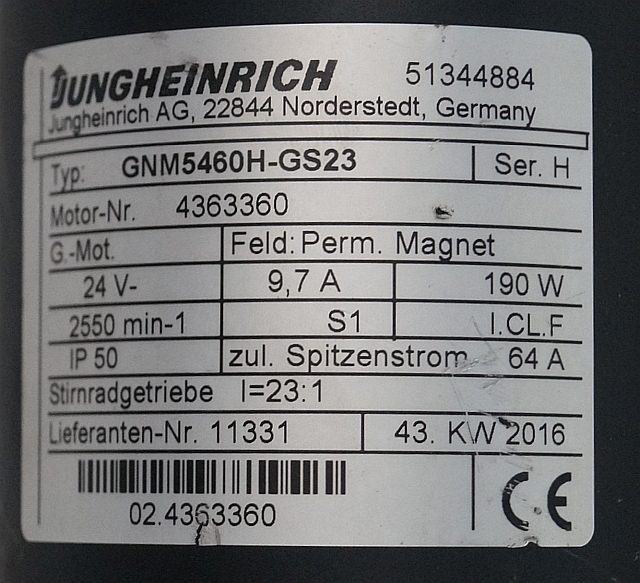 JUNGHEINRICH 51344884
Jungheinrich AG, 22844 Norderstedt, Germany
Typ: GNM5460H-GS23 Ser. H
Motor-Nr. 4363360
G.-Mot. Feld: Perm. Magnet
24 V- 9,7 A 190 W
2550 min-1 S1 I.CL.F
IP 50 zul. Spitzenstrom 64 A
Stirnradgetriebe I=23:1
Lieferanten-Nr. 11331 43. KW 2016
02.4363360 CE